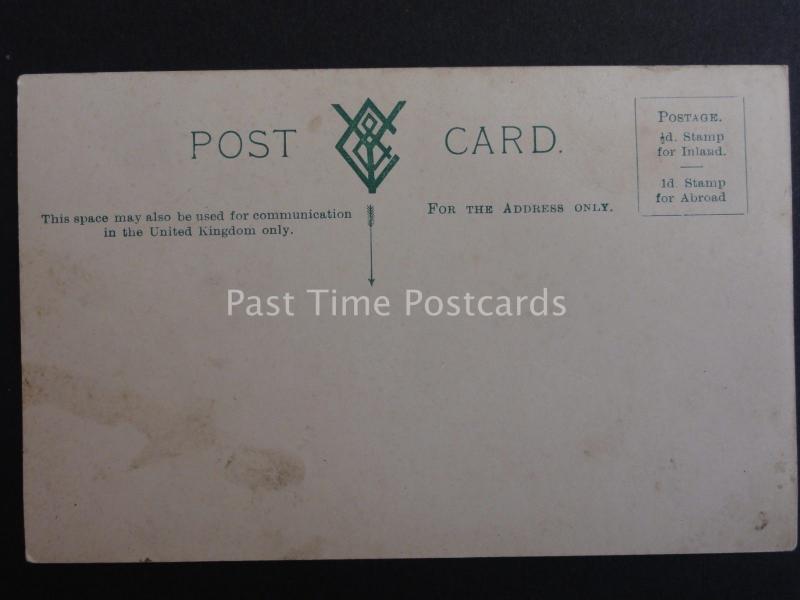 POST CARD.
POSTAGE.
½d. Stamp
for Inland.
1d. Stamp
for Abroad
This space may also be used for communication
in the United Kingdom only.
FOR THE ADDRESS ONLY.
Past Time Postcards